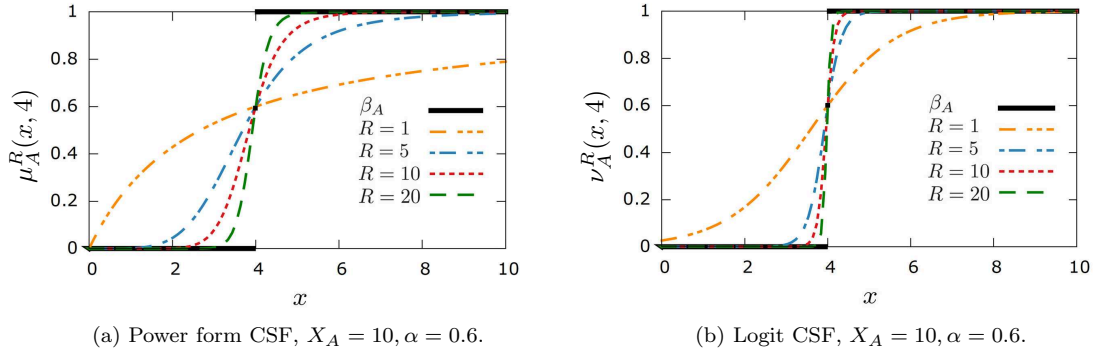 1
0.8
0.6
0.4
0.2
0
μ_A^R(x, 4)
β_A
R = 1
R = 5
R = 10
R = 20
0 2 4 6 8 10
x
(a) Power form CSF, X_A = 10, α = 0.6.
1
0.8
0.6
0.4
0.2
0
ν_A^R(x, 4)
β_A
R = 1
R = 5
R = 10
R = 20
0 2 4 6 8 10
x
(b) Logit CSF, X_A = 10, α = 0.6.